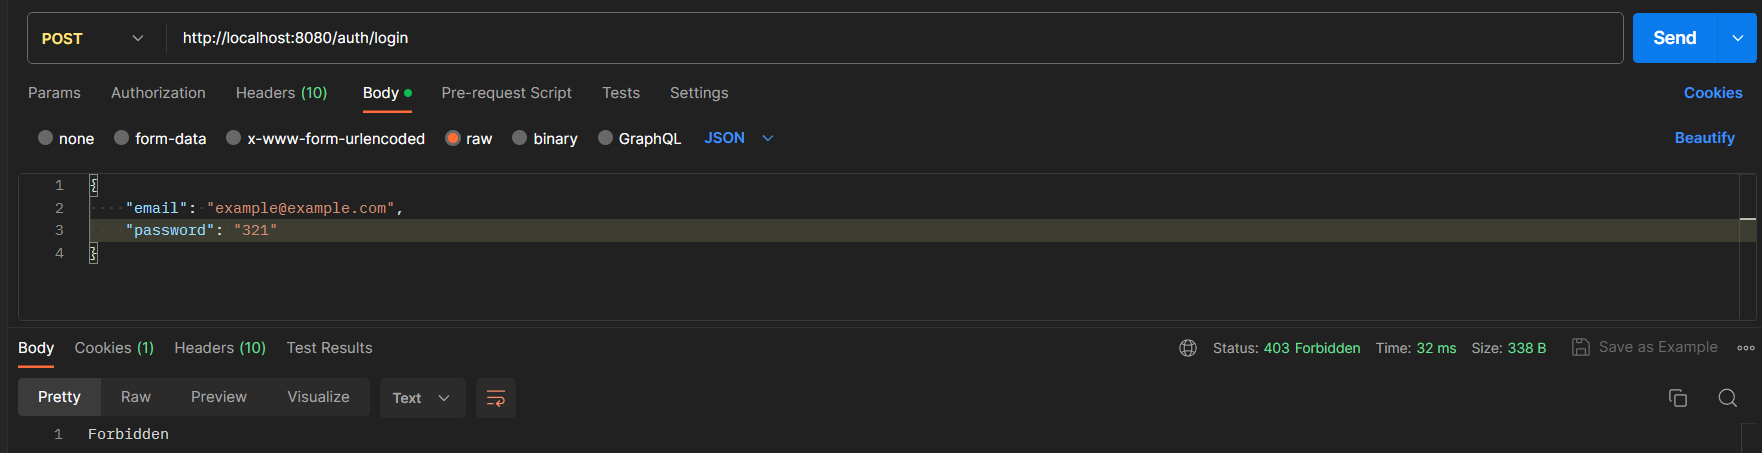 POST http://localhost:8080/auth/login Send
Params Authorization Headers (10) Body Pre-request Script Tests Settings Cookies
none form-data x-www-form-urlencoded raw binary GraphQL JSON Beautify
1 {
2 "email": "example@example.com",
3 "password": "321"
4 }
Body Cookies (1) Headers (10) Test Results Status: 403 Forbidden Time: 32 ms Size: 338 B Save as Example
Pretty Raw Preview Visualize Text
1 Forbidden